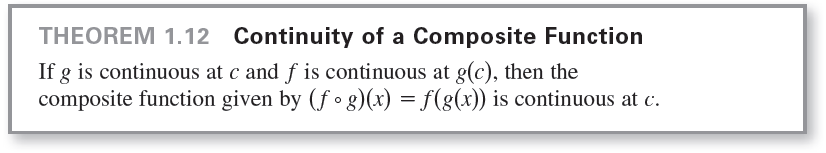 THEOREM 1.12 Continuity of a Composite Function
If g is continuous at c and f is continuous at g(c), then the
composite function given by (f ∘ g)(x) = f(g(x)) is continuous at c.